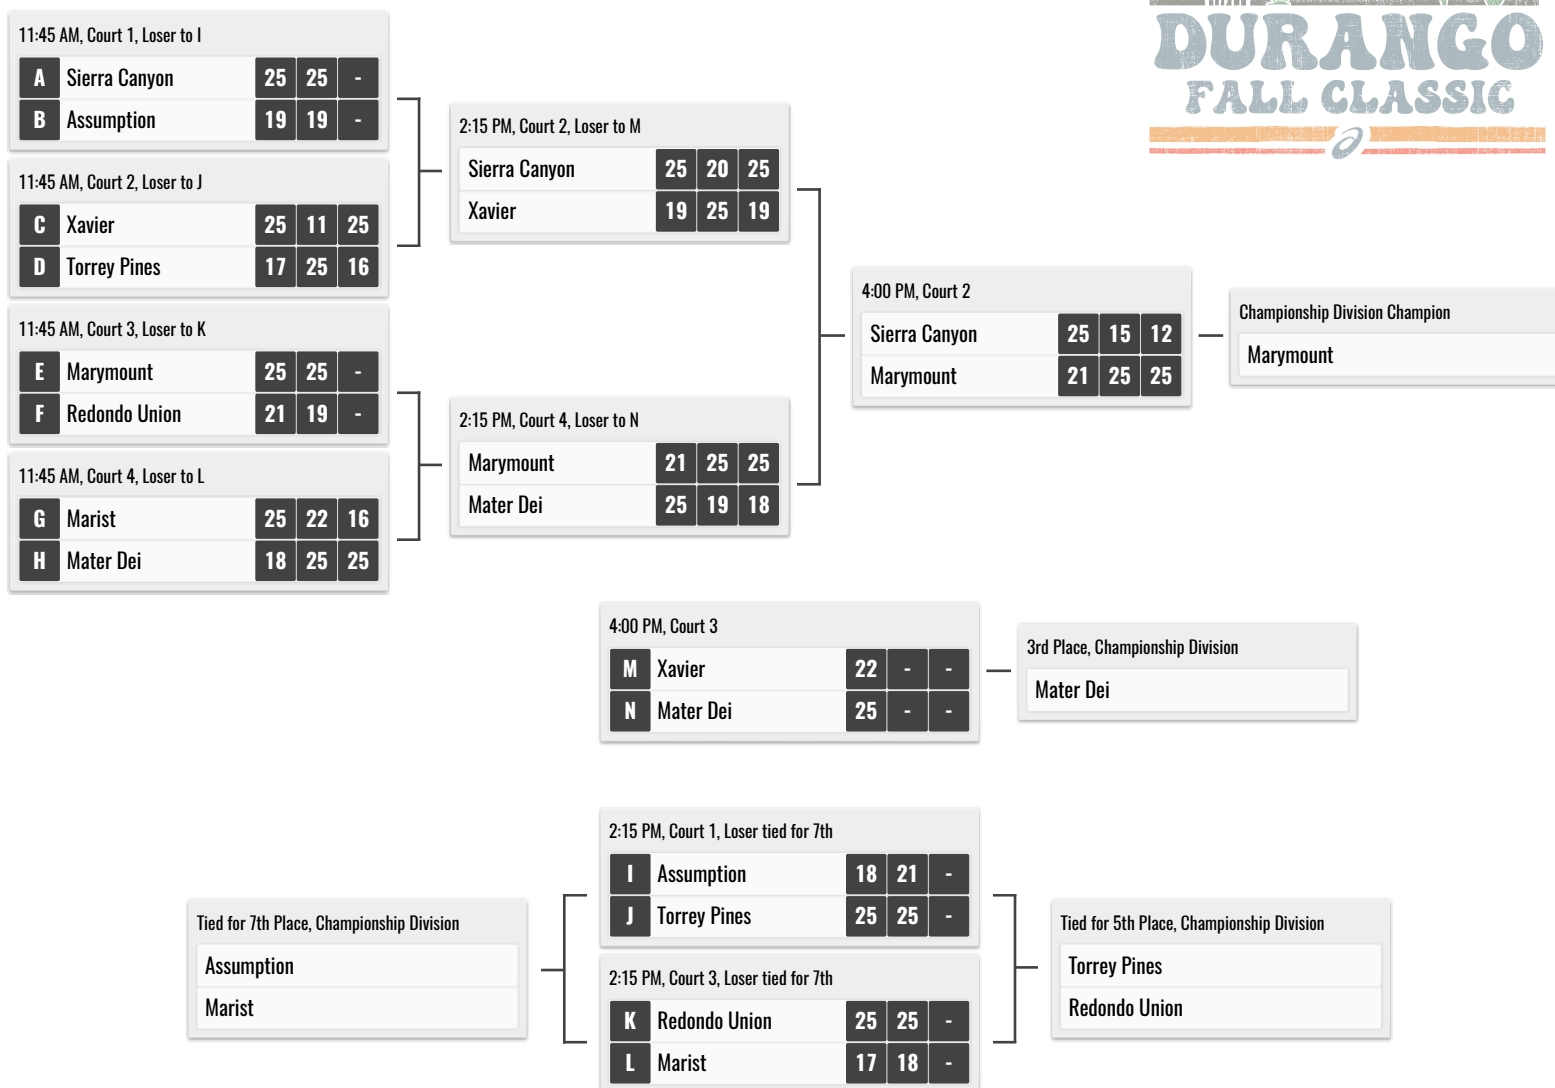 DURANGO
FALL CLASSIC
11:45 AM, Court 1, Loser to I
A Sierra Canyon 25 25 -
B Assumption 19 19 -
11:45 AM, Court 2, Loser to J
C Xavier 25 11 25
D Torrey Pines 17 25 16
11:45 AM, Court 3, Loser to K
E Marymount 25 25 -
F Redondo Union 21 19 -
11:45 AM, Court 4, Loser to L
G Marist 25 22 16
H Mater Dei 18 25 25
2:15 PM, Court 2, Loser to M
Sierra Canyon 25 20 25
Xavier 19 25 19
2:15 PM, Court 4, Loser to N
Marymount 21 25 25
Mater Dei 25 19 18
4:00 PM, Court 2
Sierra Canyon 25 15 12
Marymount 21 25 25
Championship Division Champion
Marymount
4:00 PM, Court 3
M Xavier 22 - -
N Mater Dei 25 - -
3rd Place, Championship Division
Mater Dei
2:15 PM, Court 1, Loser tied for 7th
I Assumption 18 21 -
J Torrey Pines 25 25 -
2:15 PM, Court 3, Loser tied for 7th
K Redondo Union 25 25 -
L Marist 17 18 -
Tied for 7th Place, Championship Division
Assumption
Marist
Tied for 5th Place, Championship Division
Torrey Pines
Redondo Union